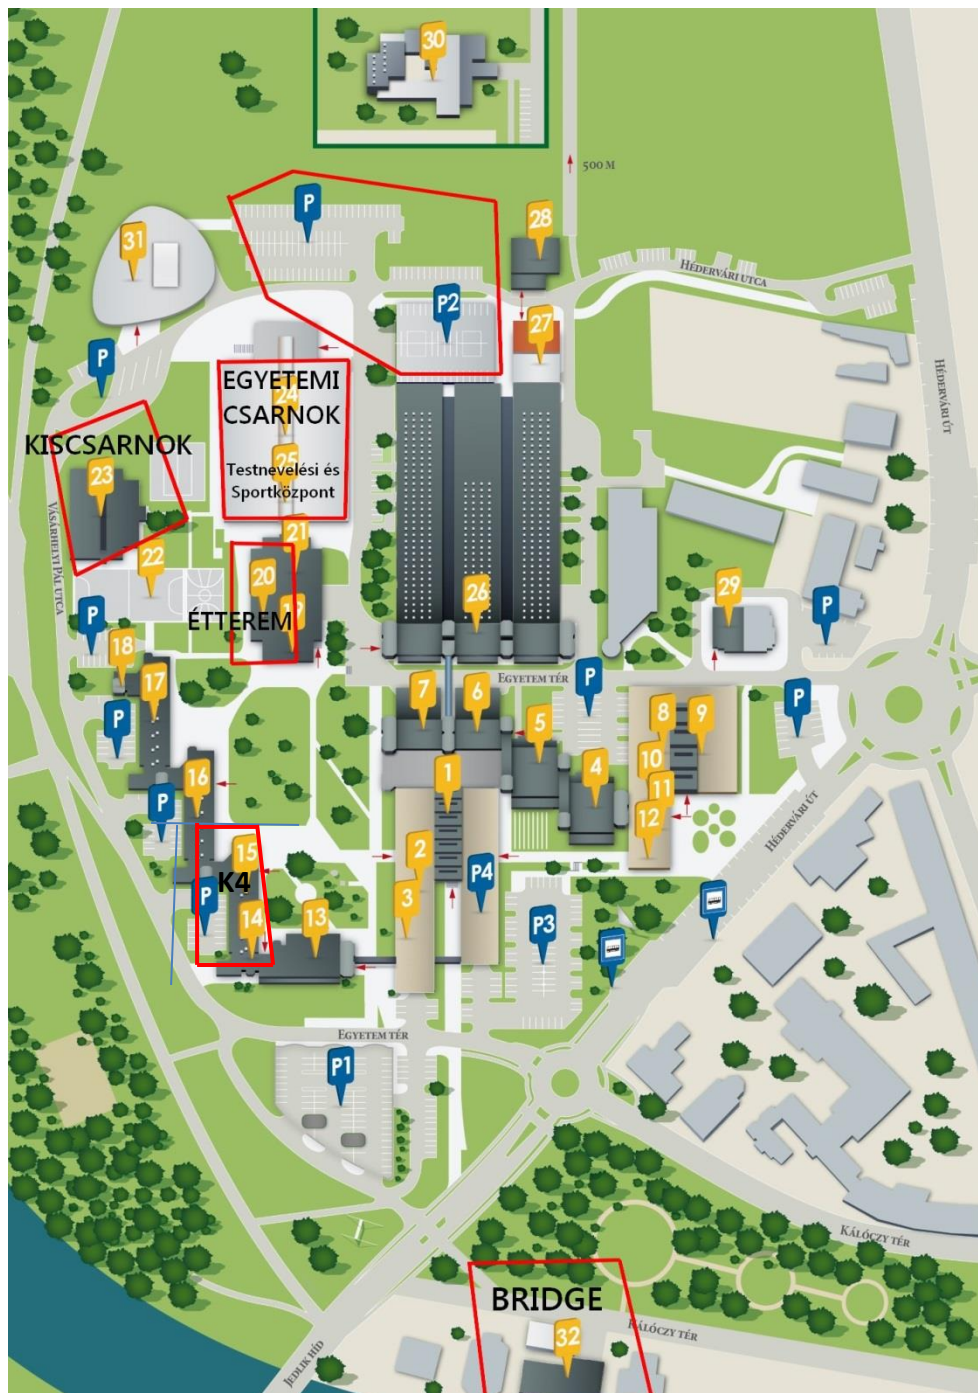 30
500 M
P
28
31
HÉDERVÁRI UTCA
P2
27
P
HÉDERVÁRI ÚT
EGYETEMI
24
CSARNOK
KISCSARNOK
25
Testnevelési és
Sportközpont
23
VÁSÁRHELYI PÁL UTCA
21
22
20
26
29
P
19
ÉTTEREM
P
18
17
EGYETEM TÉR
7
6
P
8
9
P
P
5
10
16
1
4
11
P
12
HÉDERVÁRI ÚT
15
2
K4
P4
3
P
14
13
P3
EGYETEM TÉR
P1
KÁLÓCZY TÉR
BRIDGE
KÁLÓCZY TÉR
32
JEDLIK HÍD